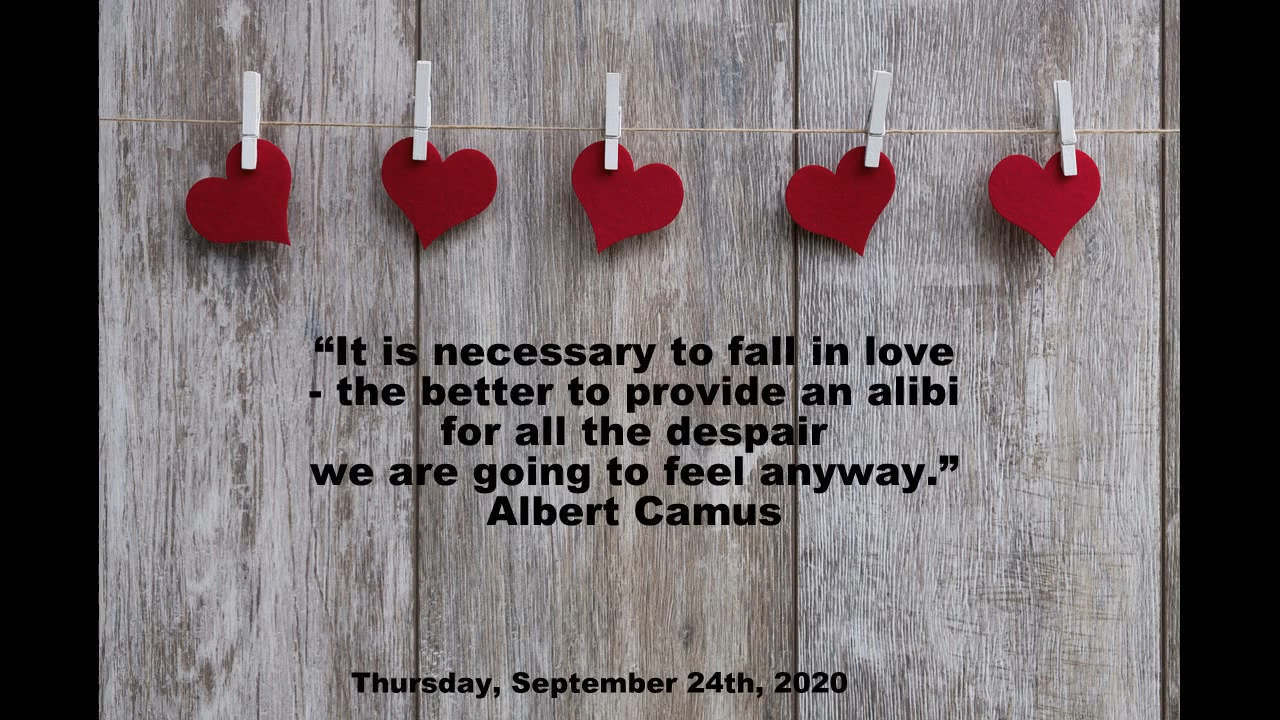 “It is necessary to fall in love
- the better to provide an alibi
for all the despair
we are going to feel anyway.”
Albert Camus
Thursday, September 24th, 2020